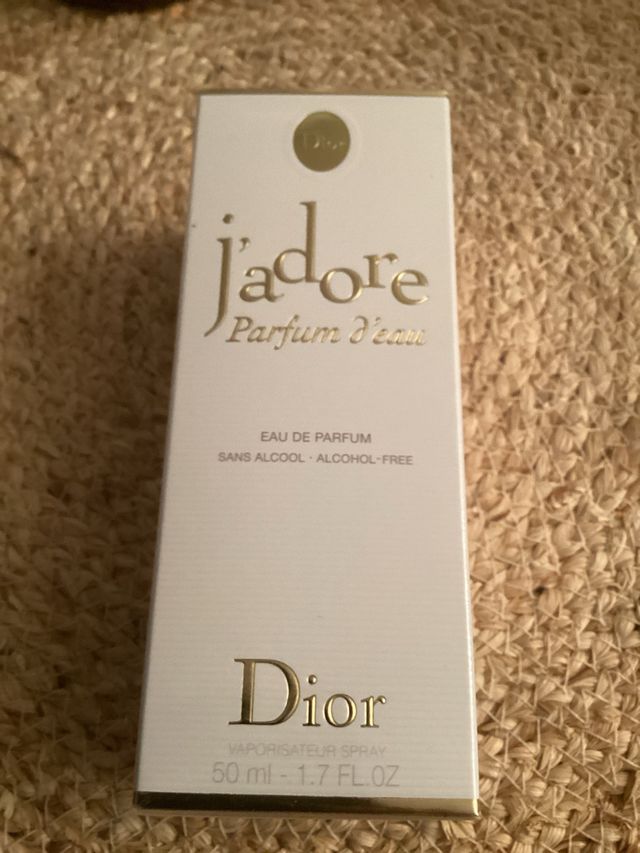 Dior
j'adore
Parfum d'eau
EAU DE PARFUM
SANS ALCOOL · ALCOHOL-FREE
Dior
VAPORISATEUR SPRAY
50 ml - 1.7 FL.OZ